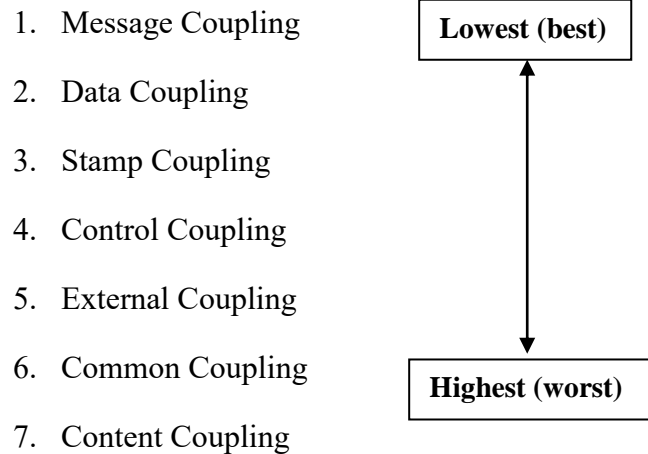 1. Message Coupling
Lowest (best)
2. Data Coupling
3. Stamp Coupling
4. Control Coupling
5. External Coupling
6. Common Coupling
Highest (worst)
7. Content Coupling